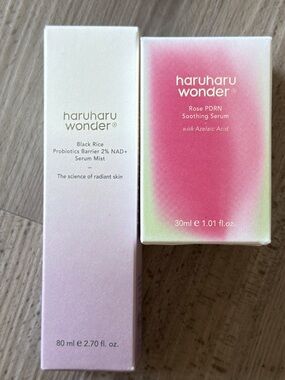 haruharu
wonder®
Black Rice
Probiotics Barrier 2% NAD+
Serum Mist
—
The science of radiant skin
80 ml ℮ 2.70 fl. oz.
haruharu
wonder®
Rose PDRN
Soothing Serum
with Azelaic Acid
30ml ℮ 1.01 fl.oz.